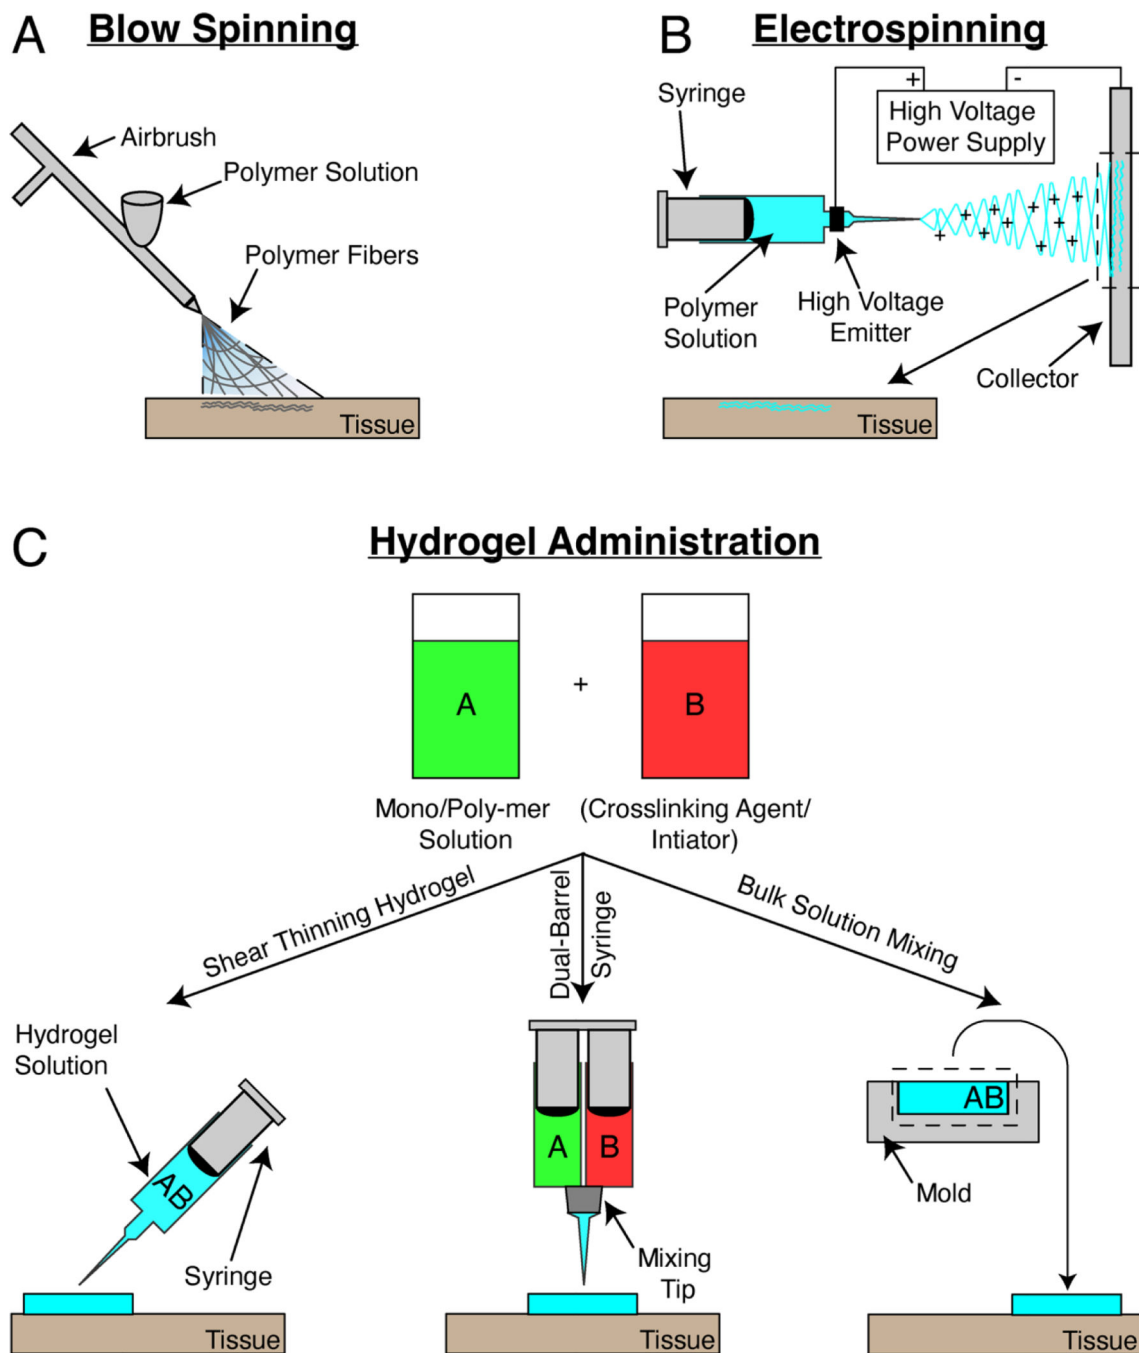 A
Blow Spinning
Airbrush
Polymer Solution
Polymer Fibers
Tissue
B
Electrospinning
+
-
High Voltage
Power Supply
Syringe
+ + + + + + + + + +
Polymer
Solution
High Voltage
Emitter
Collector
Tissue
C
Hydrogel Administration
A
+
B
Mono/Poly-mer
Solution
(Crosslinking Agent/
Intiator)
Shear Thinning Hydrogel
Dual-Barrel
Syringe
Bulk Solution Mixing
Hydrogel
Solution
AB
Syringe
Tissue
A
B
Mixing
Tip
Tissue
AB
Mold
Tissue